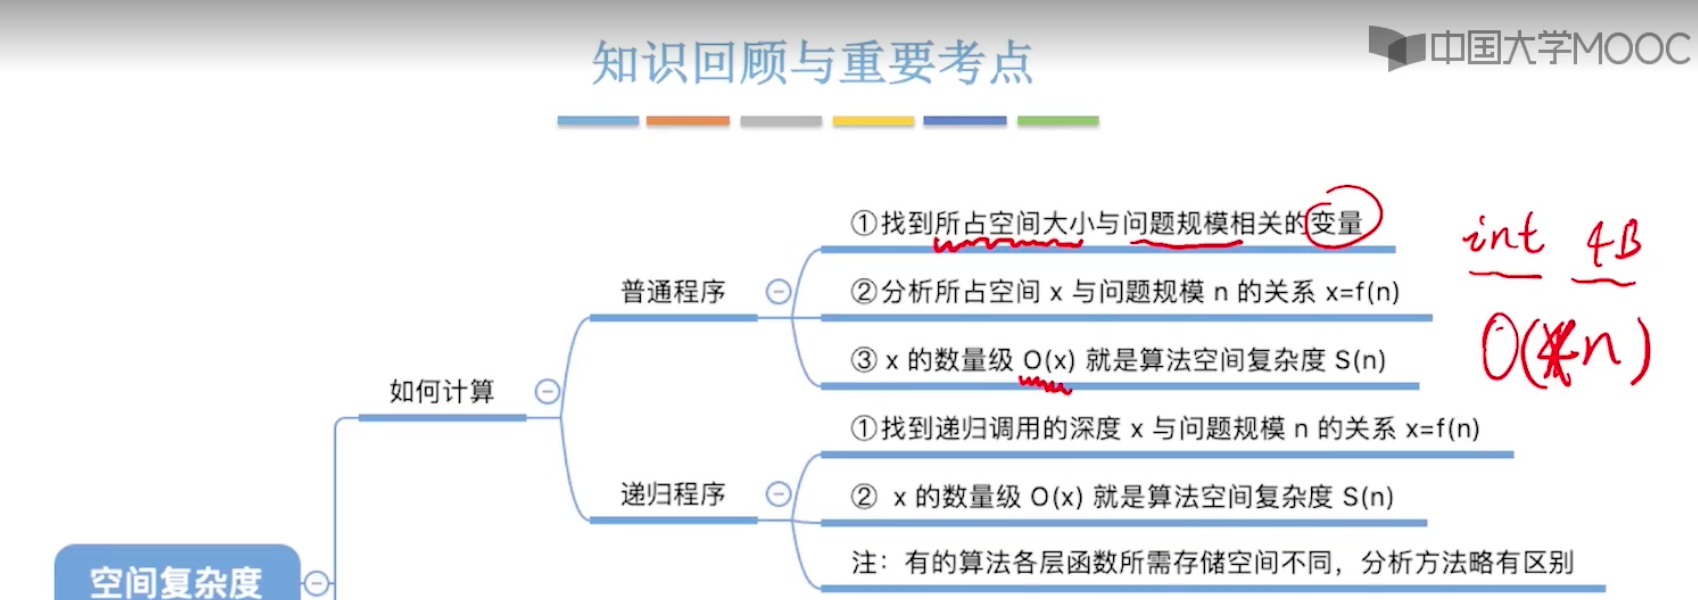 中国大学MOOC
知识回顾与重要考点
①找到所占空间大小与问题规模相关的变量
int 4B
普通程序
②分析所占空间 x 与问题规模 n 的关系 x=f(n)
③ x 的数量级 O(x) 就是算法空间复杂度 S(n)
O(n)
如何计算
①找到递归调用的深度 x 与问题规模 n 的关系 x=f(n)
递归程序
② x 的数量级 O(x) 就是算法空间复杂度 S(n)
注：有的算法各层函数所需存储空间不同，分析方法略有区别
空间复杂度